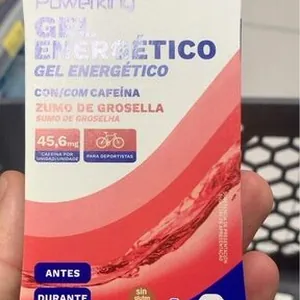 Powerking
GEL
ENERGÉTICO
GEL ENERGÉTICO
CON/COM CAFEÍNA
ZUMO DE GROSELLA
SUMO DE GROSELHA
45,6mg
CAFEÍNA POR
UNIDAD/UNIDADE
PARA DEPORTISTAS
ANTES
DURANTE
sin